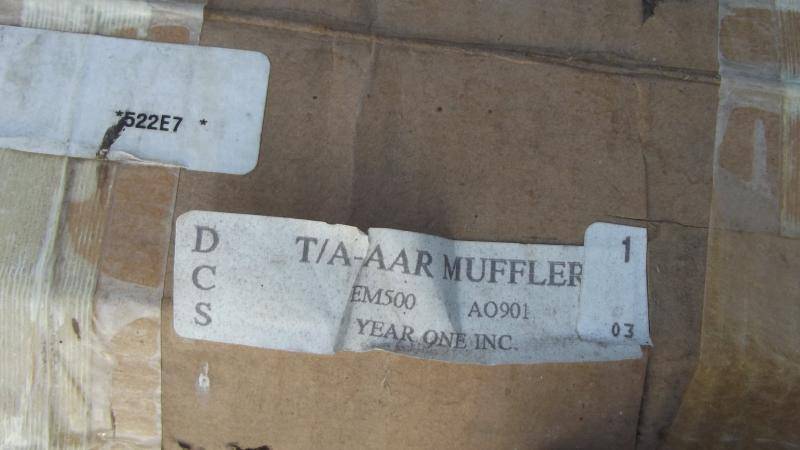 *522E7 *
D T/A-AAR MUFFLER 1
C EM500 AO901
S YEAR ONE INC. 03